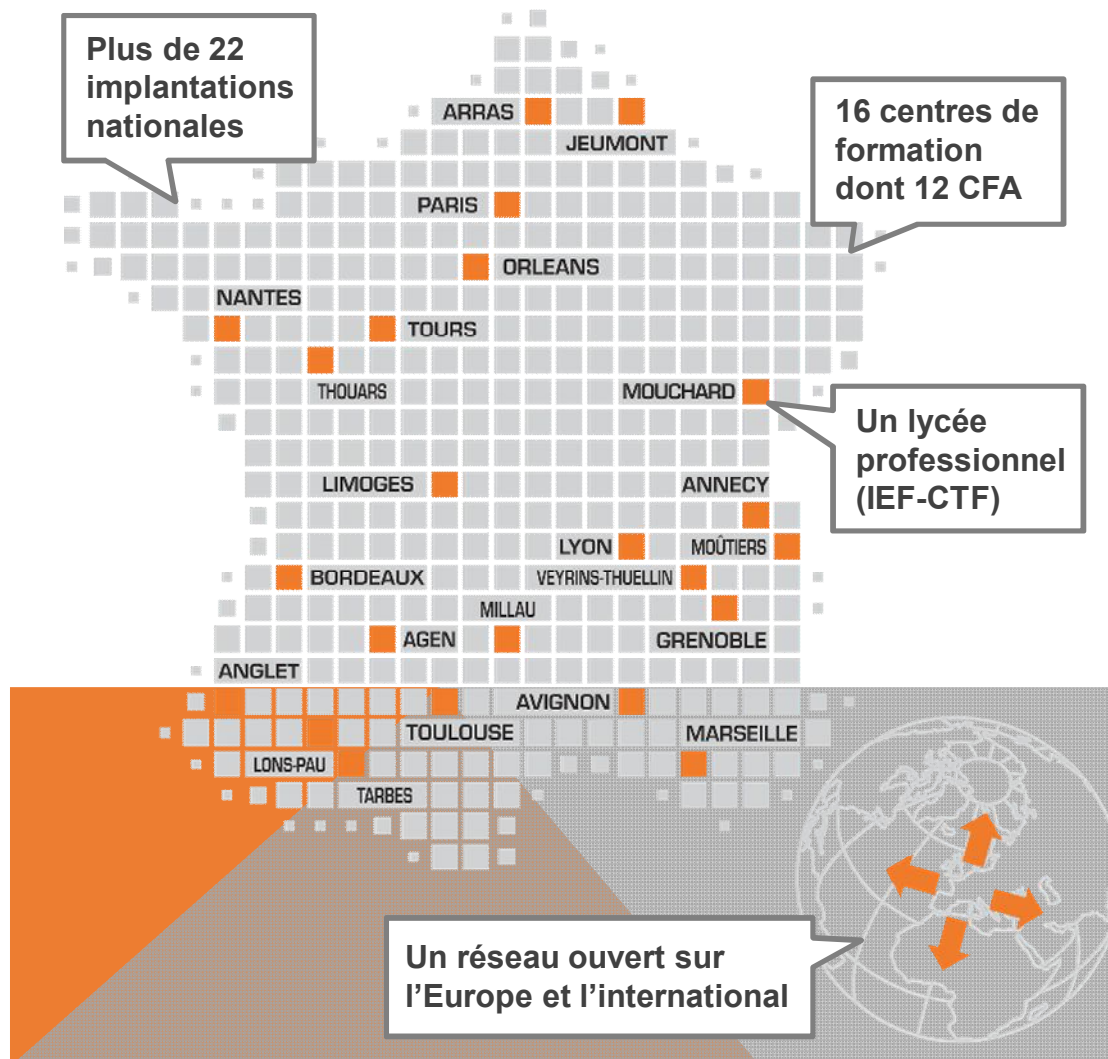 Plus de 22
implantations
nationales
16 centres de
formation
dont 12 CFA
ARRAS
JEUMONT
PARIS
ORLEANS
NANTES
TOURS
THOUARS
MOUCHARD
Un lycée
professionnel
(IEF-CTF)
LIMOGES
ANNECY
LYON
MOÛTIERS
BORDEAUX
VEYRINS-THUELLIN
MILLAU
AGEN
GRENOBLE
ANGLET
AVIGNON
TOULOUSE
MARSEILLE
LONS-PAU
TARBES
Un réseau ouvert sur
l’Europe et l’international